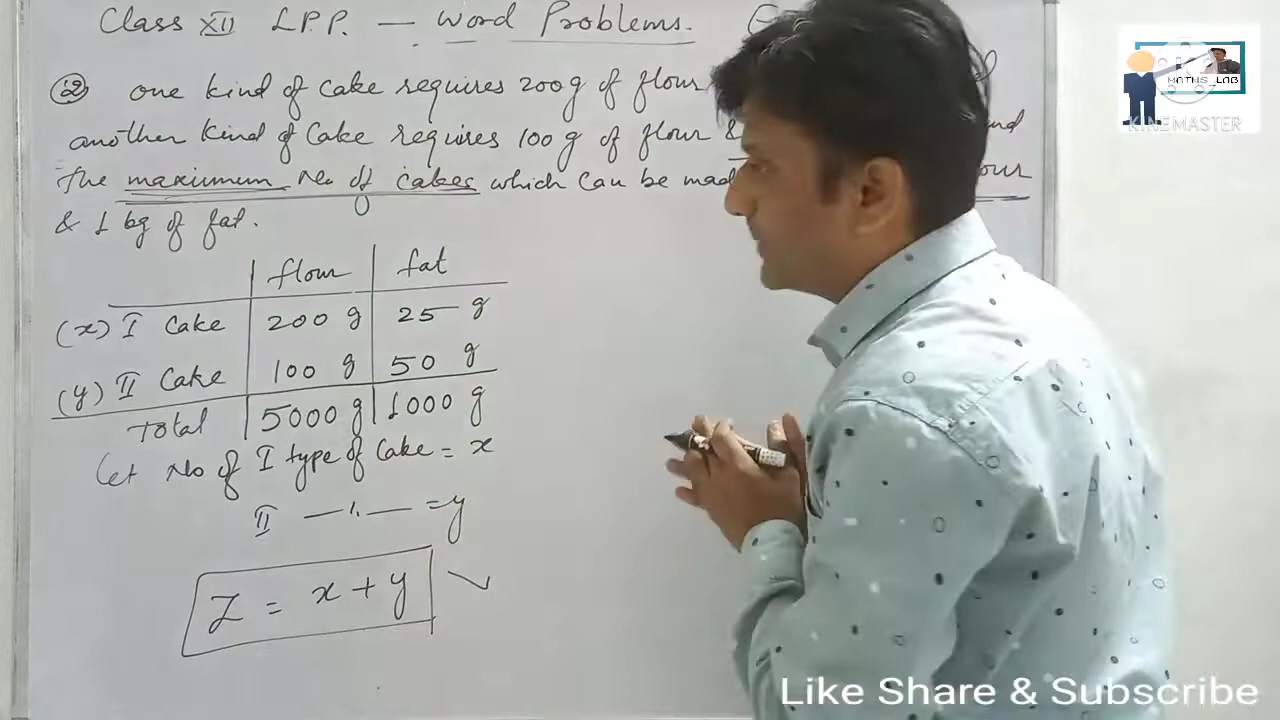 Class XII L.P.P. — Word Problems.
② one kind of cake requires 200g of flour
another kind of Cake requires 100 g of flour &
The maximum No of cakes which can be mad our
& 1 kg of fat.
flour fat
(x) I Cake 200 g 25 g
(y) II Cake 100 g 50 g
Total 5000 g 1000 g
Let No of I type of Cake = x
II —"— = y
Z = x + y
MATHS LAB
KINEMASTER
Like Share & Subscribe